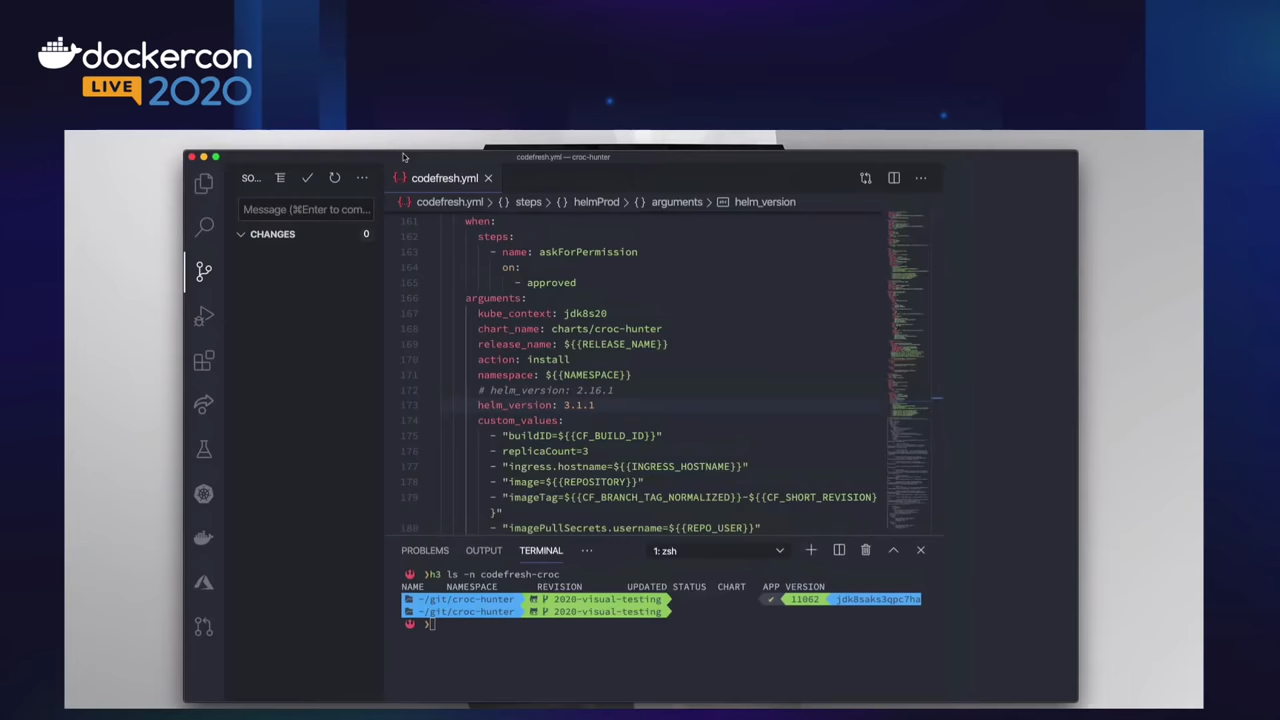 dockercon
LIVE 2020
codefresh.yml — croc-hunter
SO...
codefresh.yml
Message (⌘Enter to com...
codefresh.yml > {} steps > {} helmProd > {} arguments > helm_version
CHANGES 0
161 when:
162 steps:
163 - name: askForPermission
164 on:
165 - approved
166 arguments:
167 kube_context: jdk8s20
168 chart_name: charts/croc-hunter
169 release_name: ${{RELEASE_NAME}}
170 action: install
171 namespace: ${{NAMESPACE}}
172 # helm_version: 2.16.1
173 helm_version: 3.1.1
174 custom_values:
175 - "buildID=${{CF_BUILD_ID}}"
176 - replicaCount=3
177 - "ingress.hostname=${{INGRESS_HOSTNAME}}"
178 - "image=${{REPOSITORY}}"
179 - "imageTag=${{CF_BRANCH_TAG_NORMALIZED}}-${{CF_SHORT_REVISION}
}"
180 - "imagePullSecrets.username=${{REPO_USER}}"
PROBLEMS OUTPUT TERMINAL ··· 1: zsh
❯h3 ls -n codefresh-croc
NAME NAMESPACE REVISION UPDATED STATUS CHART APP VERSION
~/git/croc-hunter 2020-visual-testing ✔ 11062 jdk8saks3qpc7ha
~/git/croc-hunter 2020-visual-testing
❯